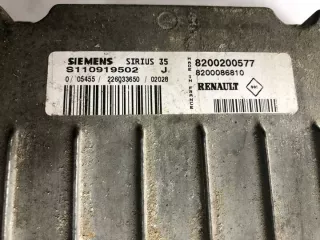 SIEMENS SIRIUS 35
S110919502 J
0 / 05455 / 226033650 / 02028
MADE IN FRANCE
8200200577
8200086810
RENAULT